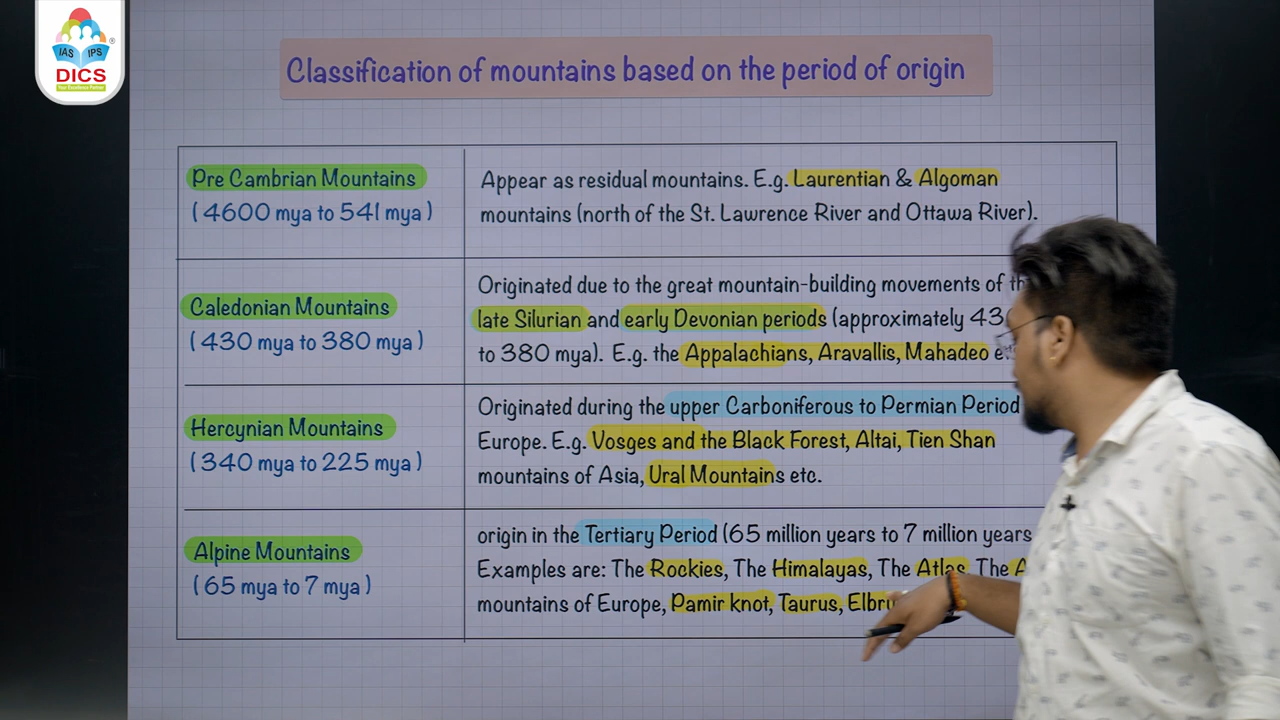 IAS IPS
DICS
Your Excellence Partner
Classification of mountains based on the period of origin
Pre Cambrian Mountains
(4600 mya to 541 mya)
Appear as residual mountains. E.g. Laurentian & Algoman
mountains (north of the St. Lawrence River and Ottawa River).
Caledonian Mountains
(430 mya to 380 mya)
Originated due to the great mountain-building movements of
late Silurian and early Devonian periods (approximately
to 380 mya). E.g. the Appalachians, Aravallis, Mahadeo
Hercynian Mountains
(340 mya to 225 mya)
Originated during the upper Carboniferous to Permian Period
Europe. E.g. Vosges and the Black Forest, Altai, Tien Shan
mountains of Asia, Ural Mountains etc.
Alpine Mountains
(65 mya to 7 mya)
origin in the Tertiary Period (65 million years to 7 million years
Examples are: The Rockies, The Himalayas, The Atlas, The
mountains of Europe, Pamir knot, Taurus,